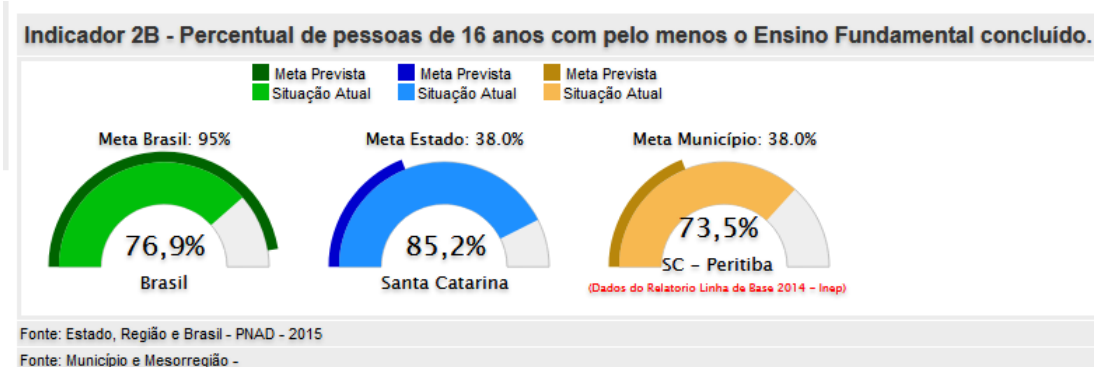 Indicador 2B - Percentual de pessoas de 16 anos com pelo menos o Ensino Fundamental concluído.
Meta Prevista Meta Prevista Meta Prevista
Situação Atual Situação Atual Situação Atual
Meta Brasil: 95% Meta Estado: 38.0% Meta Município: 38.0%
76,9% 85,2% 73,5%
Brasil Santa Catarina SC - Peritiba
(Dados do Relatorio Linha de Base 2014 - Inep)
Fonte: Estado, Região e Brasil - PNAD - 2015
Fonte: Município e Mesorregião -